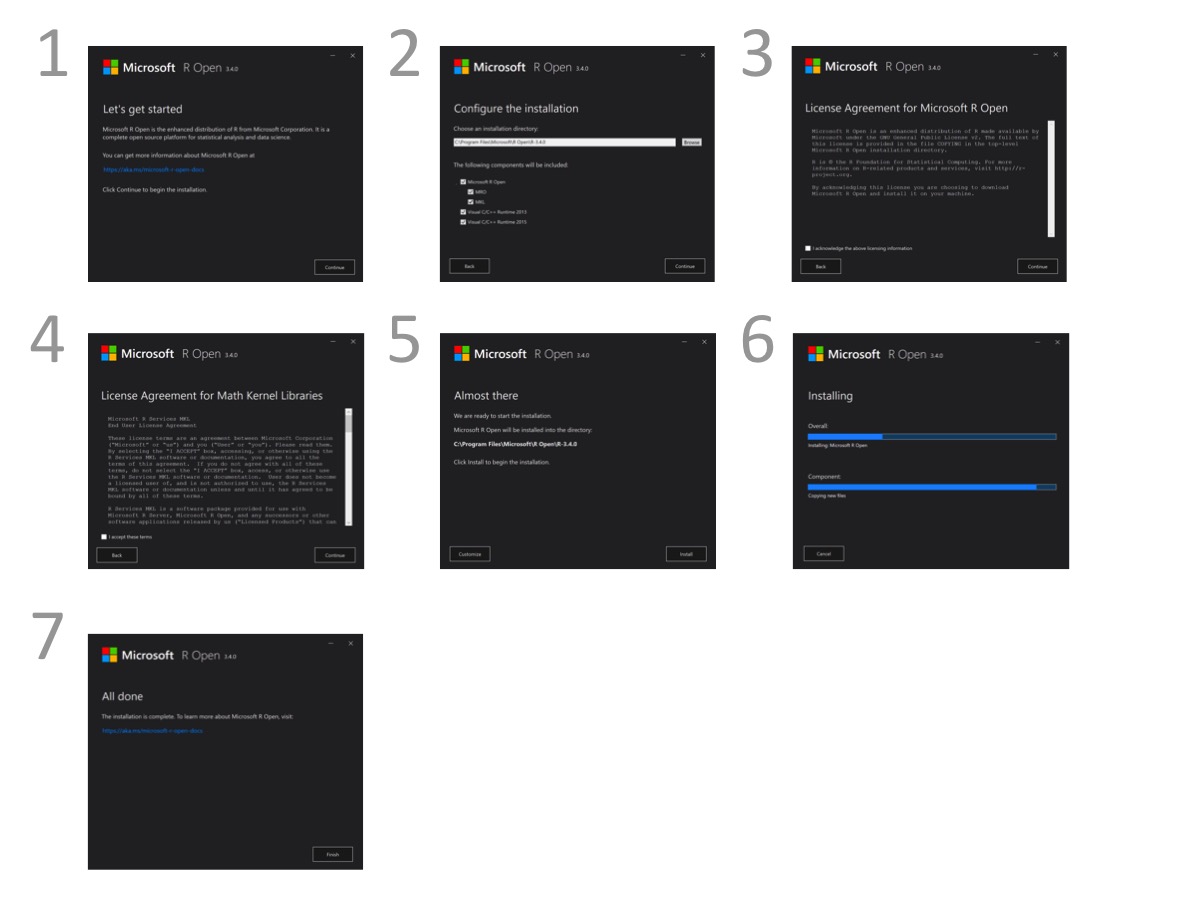 1
Microsoft R Open 3.4.0
Let's get started
Microsoft R Open is the enhanced distribution of R from Microsoft Corporation. It is a
complete open source platform for statistical analysis and data science.
You can get more information about Microsoft R Open at
https://aka.ms/microsoft-r-open-docs
Click Continue to begin the installation.
Continue
2
Microsoft R Open 3.4.0
Configure the installation
Choose an installation directory:
C:\Program Files\Microsoft\R Open\R-3.4.0
Browse
The following components will be included:
Microsoft R Open
MRO
MKL
Visual C/C++ Runtime 2013
Visual C/C++ Runtime 2015
Back
Continue
3
Microsoft R Open 3.4.0
License Agreement for Microsoft R Open
Microsoft R Open is an enhanced distribution of R made available by
Microsoft under the GNU General Public License v2. The full text of
this license is provided in the file COPYING in the top-level
Microsoft R Open installation directory.
R is © the R Foundation for Statistical Computing. For more
information on R-related products and services, visit http://r-
project.org.
By acknowledging this license you are choosing to download
Microsoft R Open and install it on your machine.
I acknowledge the above licensing information
Back
Continue
4
Microsoft R Open 3.4.0
License Agreement for Math Kernel Libraries
Microsoft R Services MKL
End User License Agreement
These license terms are an agreement between Microsoft Corporation
("Microsoft" or "us") and you ("User" or "you"). Please read them.
By selecting the "I ACCEPT" box, accessing, or otherwise using the
R Services MKL software or documentation, you agree to all the
terms of this agreement. If you do not agree with all of these
terms, do not select the "I ACCEPT" box, access, or otherwise use
the R Services MKL software or documentation. User does not become
a licensed user of, and is not authorized to use, the R Services
MKL software or documentation unless and until it has agreed to be
bound by all of these terms.
R Services MKL is a software package provided for use with
Microsoft R Server, Microsoft R Open, and any successors or other
software applications released by us ("Licensed Products") that can
I accept these terms
Back
Continue
5
Microsoft R Open 3.4.0
Almost there
We are ready to start the installation.
Microsoft R Open will be installed into the directory:
C:\Program Files\Microsoft\R Open\R-3.4.0
Click Install to begin the installation.
Customize
Install
6
Microsoft R Open 3.4.0
Installing
Overall:
Installing: Microsoft R Open
Component:
Copying new files
Cancel
7
Microsoft R Open 3.4.0
All done
The installation is complete. To learn more about Microsoft R Open, visit:
https://aka.ms/microsoft-r-open-docs
Finish